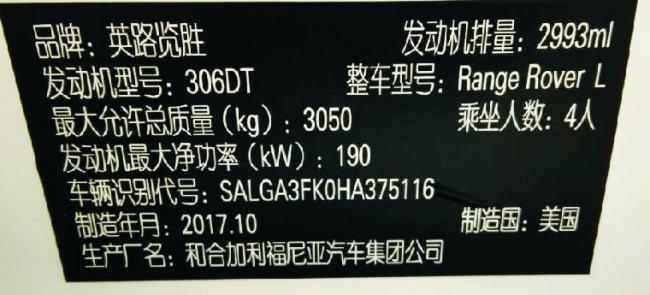 品牌：英路览胜 发动机排量：2993ml
发动机型号：306DT 整车型号：Range Rover L
最大允许总质量（kg）：3050 乘坐人数：4人
发动机最大净功率（kW）：190
车辆识别代号：SALGA3FK0HA375116
制造年月：2017.10 制造国：美国
生产厂名：和合加利福尼亚汽车集团公司